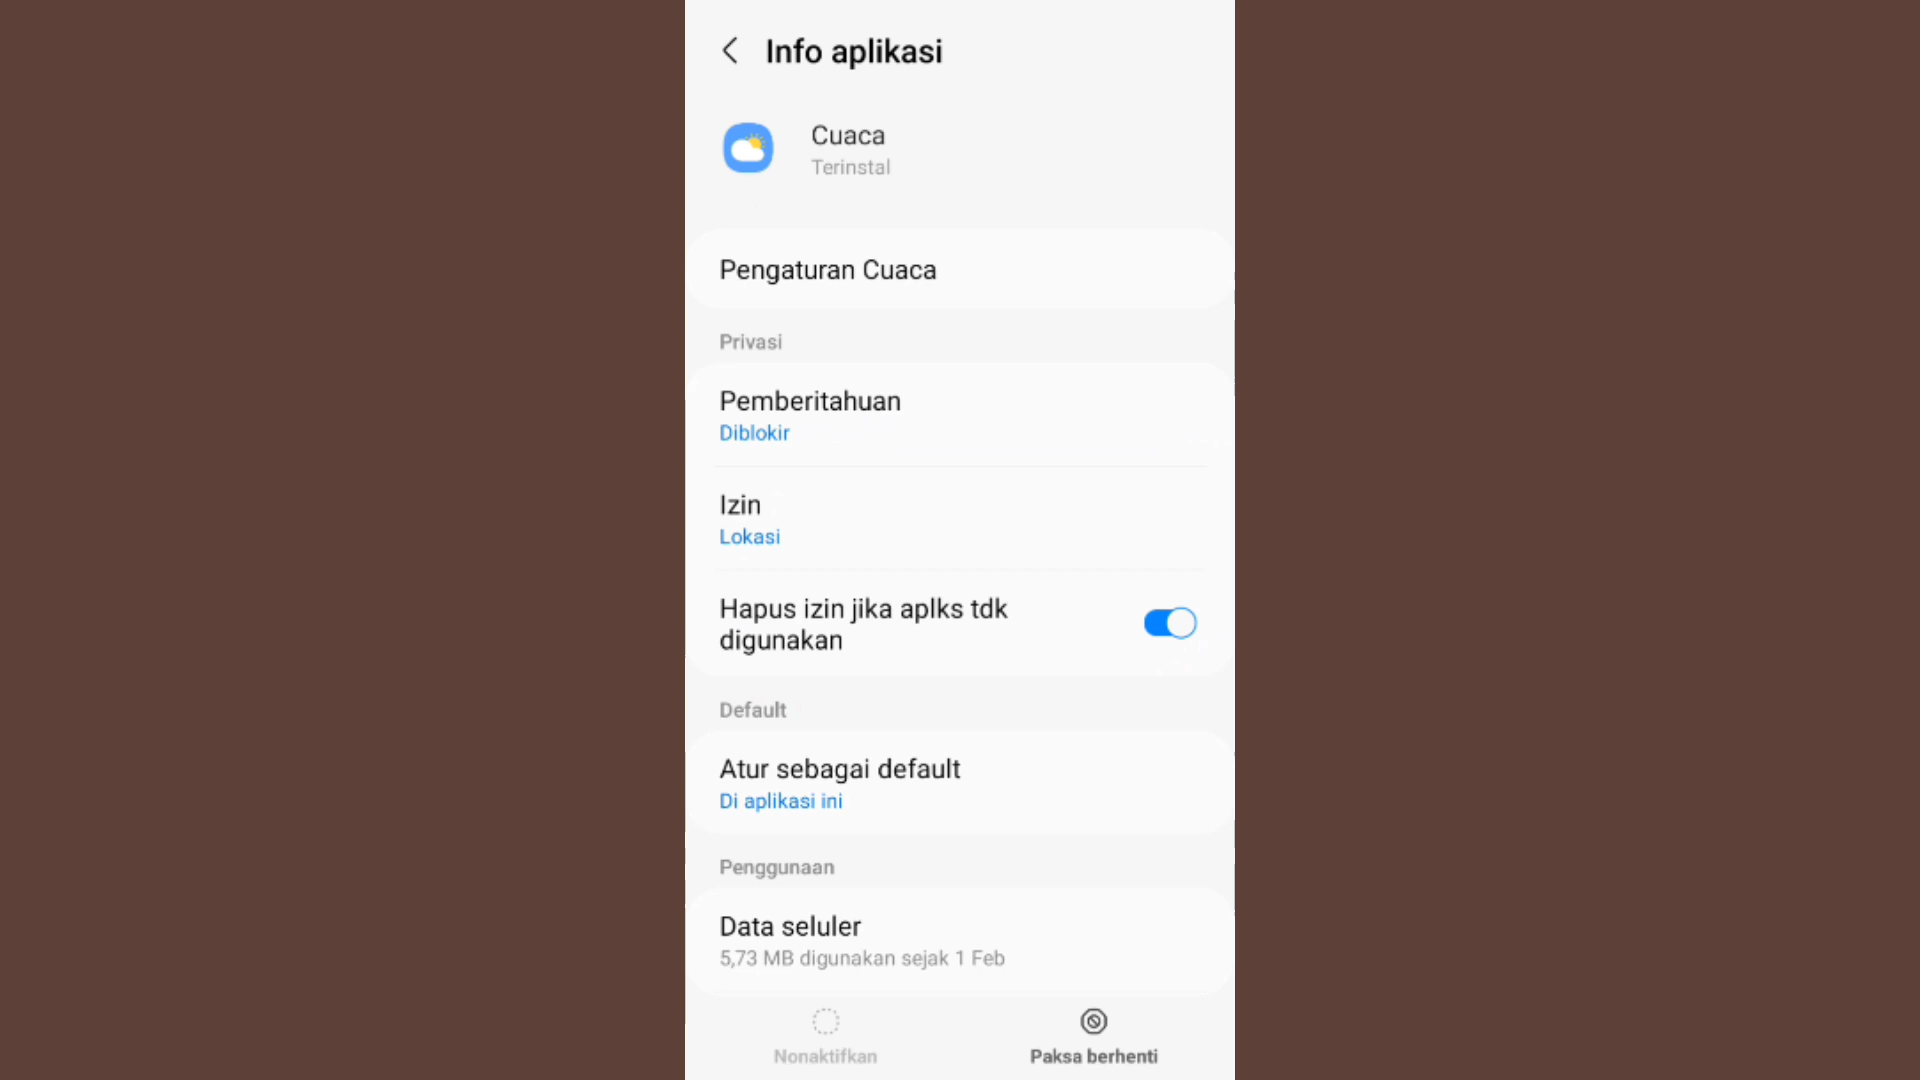 Info aplikasi
Cuaca
Terinstal
Pengaturan Cuaca
Privasi
Pemberitahuan
Diblokir
Izin
Lokasi
Hapus izin jika aplks tdk
digunakan
Default
Atur sebagai default
Di aplikasi ini
Penggunaan
Data seluler
5,73 MB digunakan sejak 1 Feb
Nonaktifkan
Paksa berhenti